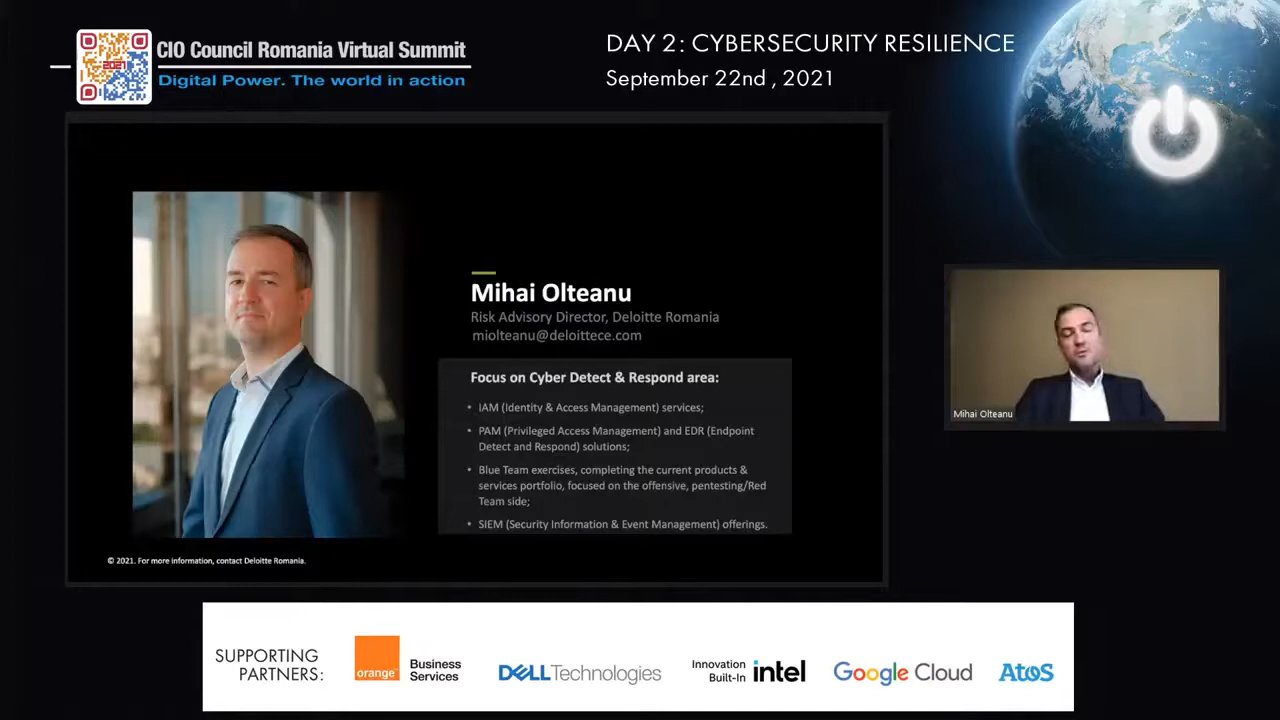 2021
CIO Council Romania Virtual Summit
Digital Power. The world in action
DAY 2: CYBERSECURITY RESILIENCE
September 22nd , 2021
Mihai Olteanu
Risk Advisory Director, Deloitte Romania
miolteanu@deloittece.com
Focus on Cyber Detect & Respond area:
• IAM (Identity & Access Management) services;
• PAM (Privileged Access Management) and EDR (Endpoint
Detect and Respond) solutions;
• Blue Team exercises, completing the current products &
services portfolio, focused on the offensive, pentesting/Red
Team side;
• SIEM (Security Information & Event Management) offerings.
© 2021. For more information, contact Deloitte Romania.
Mihai Olteanu
SUPPORTING
PARTNERS:
orange™
Business
Services
DELL Technologies
Innovation
Built-In
intel
Google Cloud
Atos